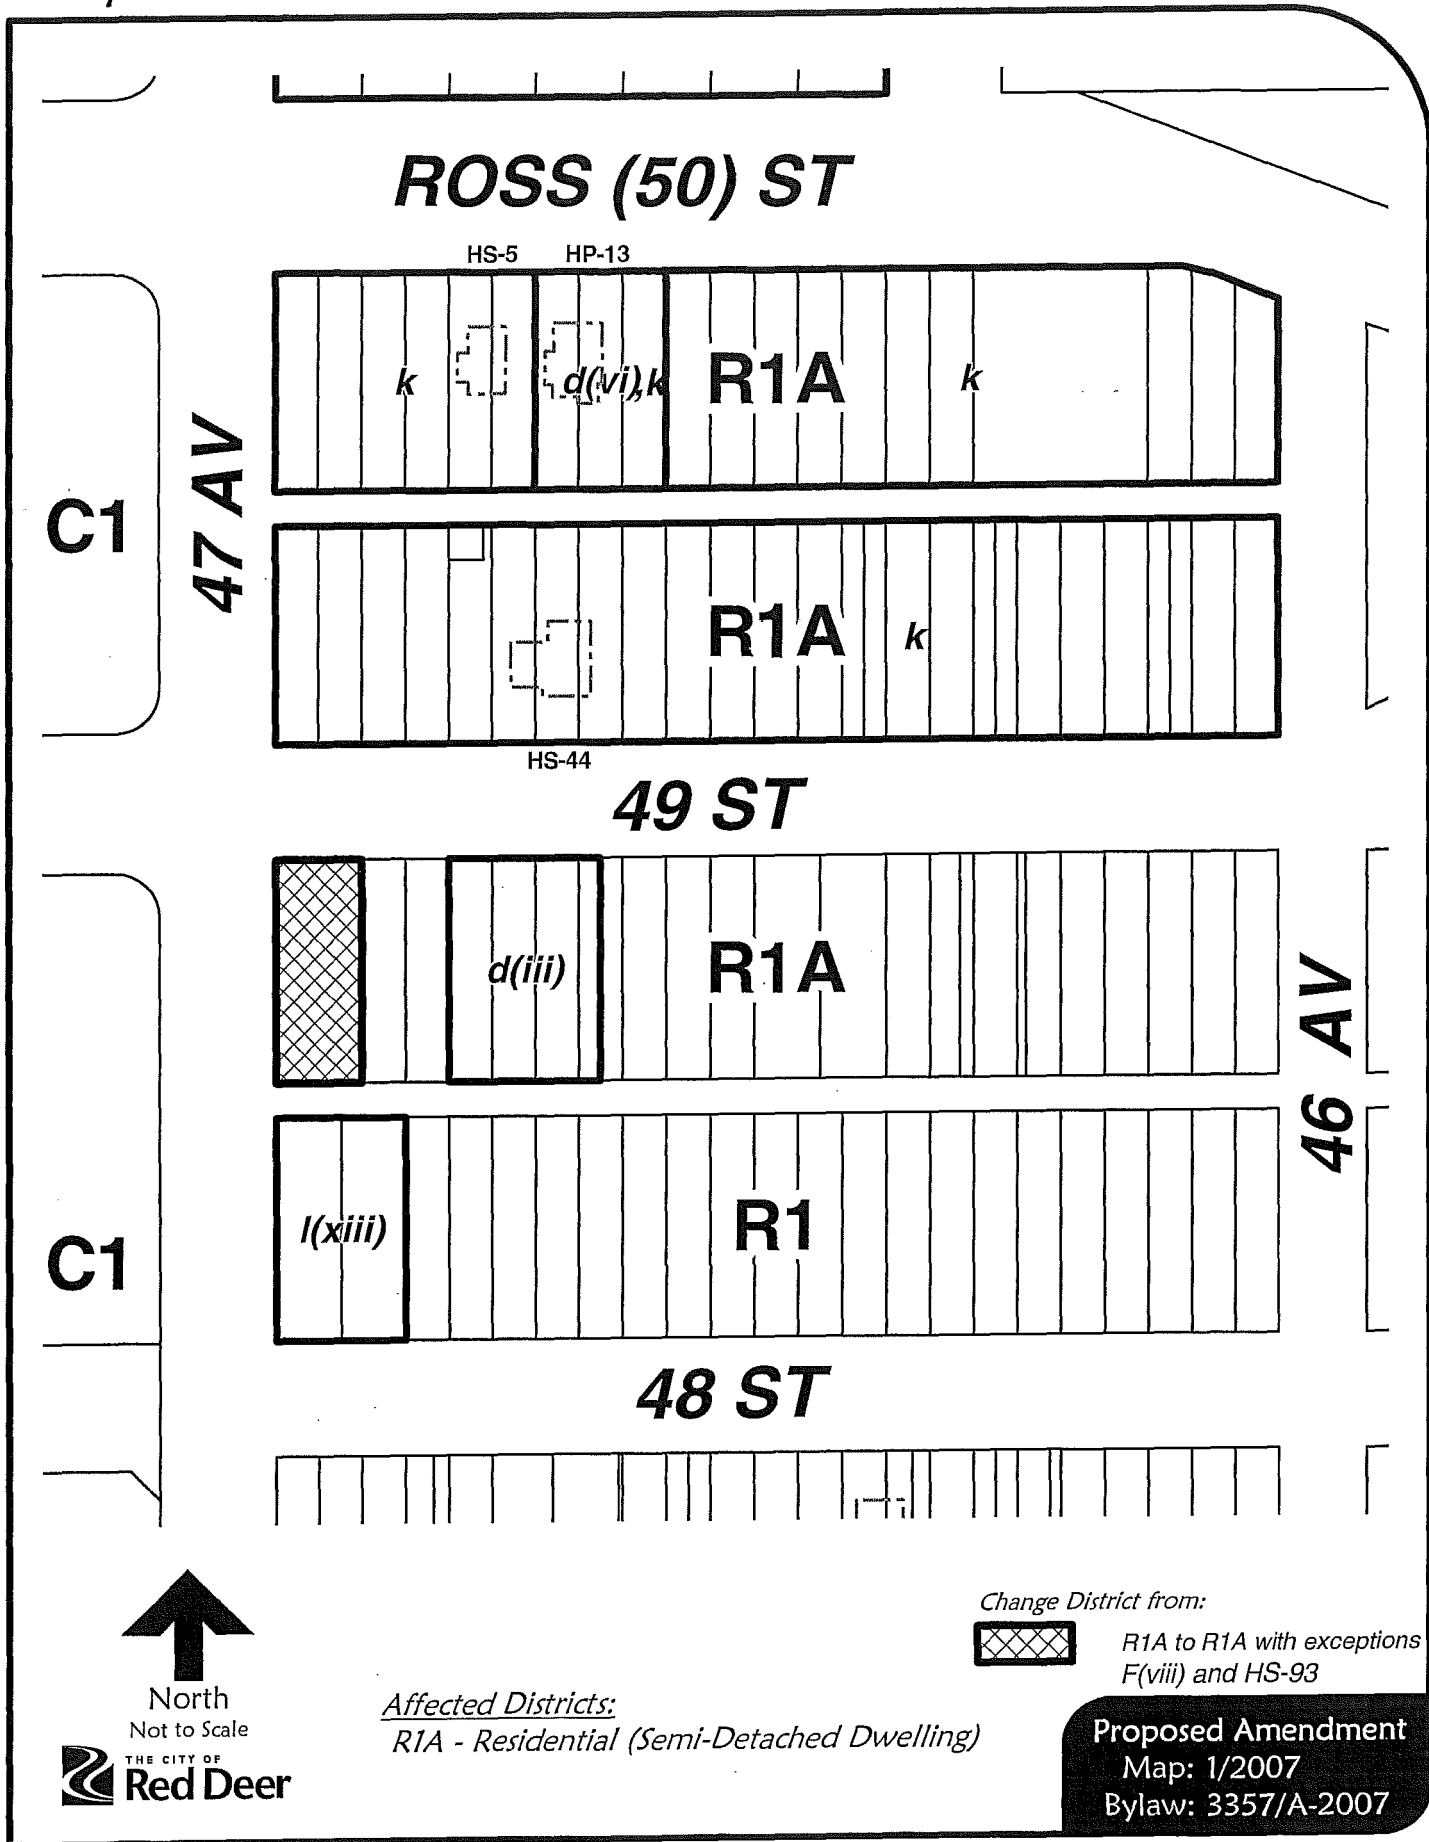 ROSS (50) ST
HS-5 HP-13
k d(vi),k R1A k
47 AV
C1
R1A k
HS-44
49 ST
d(iii) R1A
46 AV
l(xiii) R1
C1
48 ST
Change District from:
R1A to R1A with exceptions
F(viii) and HS-93
North
Not to Scale
THE CITY OF
Red Deer
Affected Districts:
R1A - Residential (Semi-Detached Dwelling)
Proposed Amendment
Map: 1/2007
Bylaw: 3357/A-2007